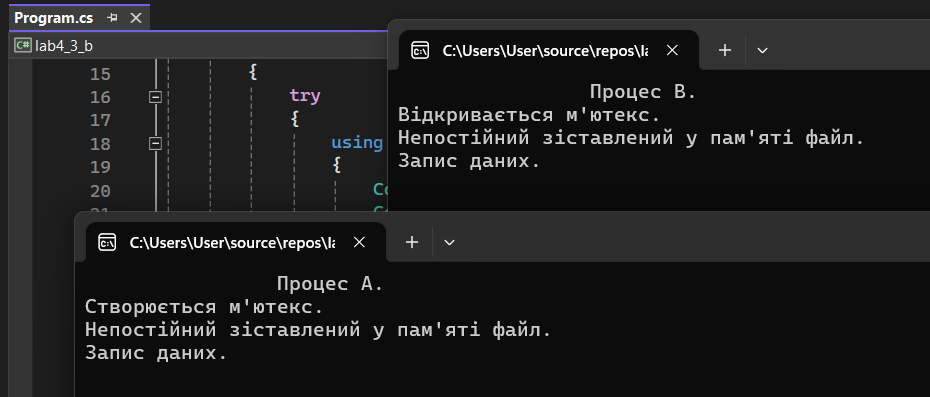 Program.cs
C# lab4_3_b
15 {
16 try
17 {
18 using
19 {
20 Co
21
C:\Users\User\source\repos\la
Процес В.
Відкривається м'ютекс.
Непостійний зіставлений у пам'яті файл.
Запис даних.
C:\Users\User\source\repos\la
Процес А.
Створюється м'ютекс.
Непостійний зіставлений у пам'яті файл.
Запис даних.